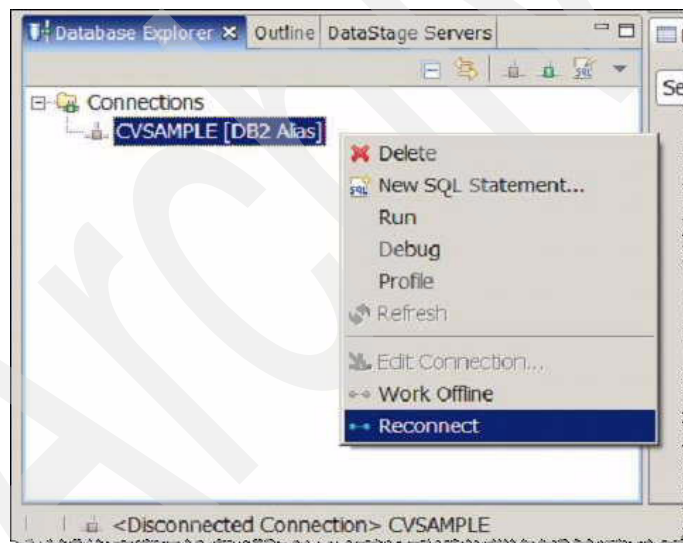 Database Explorer Outline DataStage Servers
Se
Connections
CVSAMPLE [DB2 Alias]
Delete
New SQL Statement...
Run
Debug
Profile
Refresh
Edit Connection...
Work Offline
Reconnect
<Disconnected Connection> CVSAMPLE